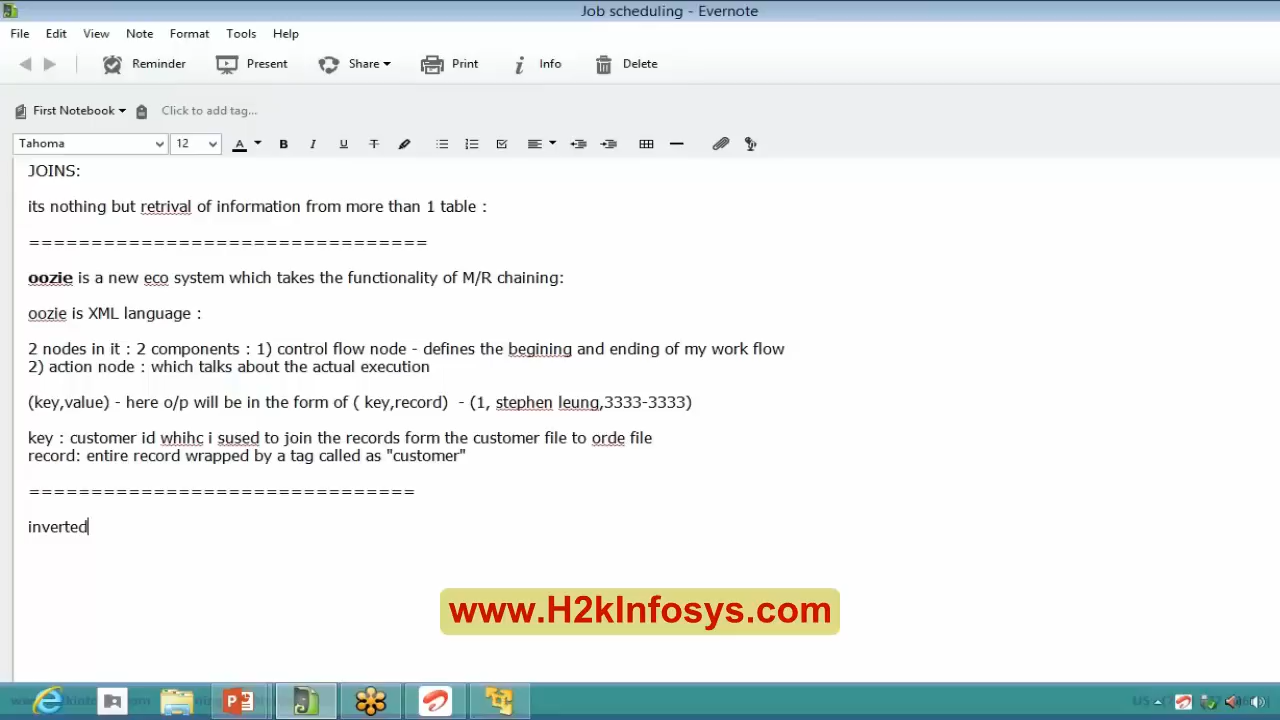 Job scheduling - Evernote
File Edit View Note Format Tools Help
Reminder Present Share Print Info Delete
First Notebook Click to add tag...
Tahoma 12 A B I U T
JOINS:
its nothing but retrival of information from more than 1 table :
================================
oozie is a new eco system which takes the functionality of M/R chaining:
oozie is XML language :
2 nodes in it : 2 components : 1) control flow node - defines the begining and ending of my work flow
2) action node : which talks about the actual execution
(key,value) - here o/p will be in the form of ( key,record) - (1, stephen leung,3333-3333)
key : customer id whihc i sused to join the records form the customer file to orde file
record: entire record wrapped by a tag called as "customer"
===============================
inverted
www.H2kInfosys.com